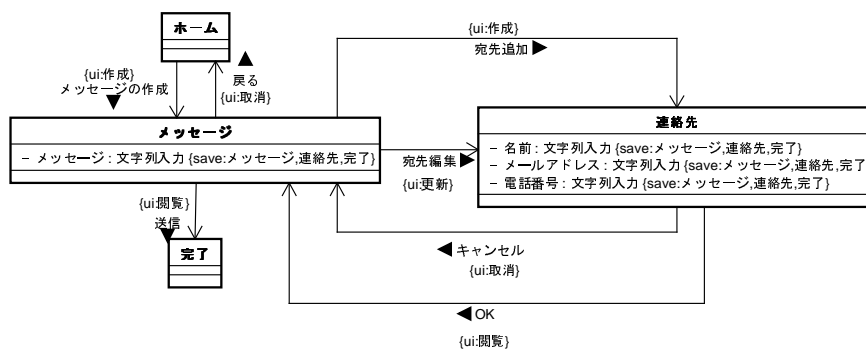 ホーム
{ui:作成}
宛先追加
{ui:作成}
メッセージの作成
戻る
{ui:取消}
メッセージ
- メッセージ : 文字列入力 {save:メッセージ,連絡先,完了}
連絡先
- 名前 : 文字列入力 {save:メッセージ,連絡先,完了}
- メールアドレス : 文字列入力 {save:メッセージ,連絡先,完了
- 電話番号 : 文字列入力 {save:メッセージ,連絡先,完了}
宛先編集
{ui:更新}
{ui:閲覧}
送信
完了
キャンセル
{ui:取消}
OK
{ui:閲覧}